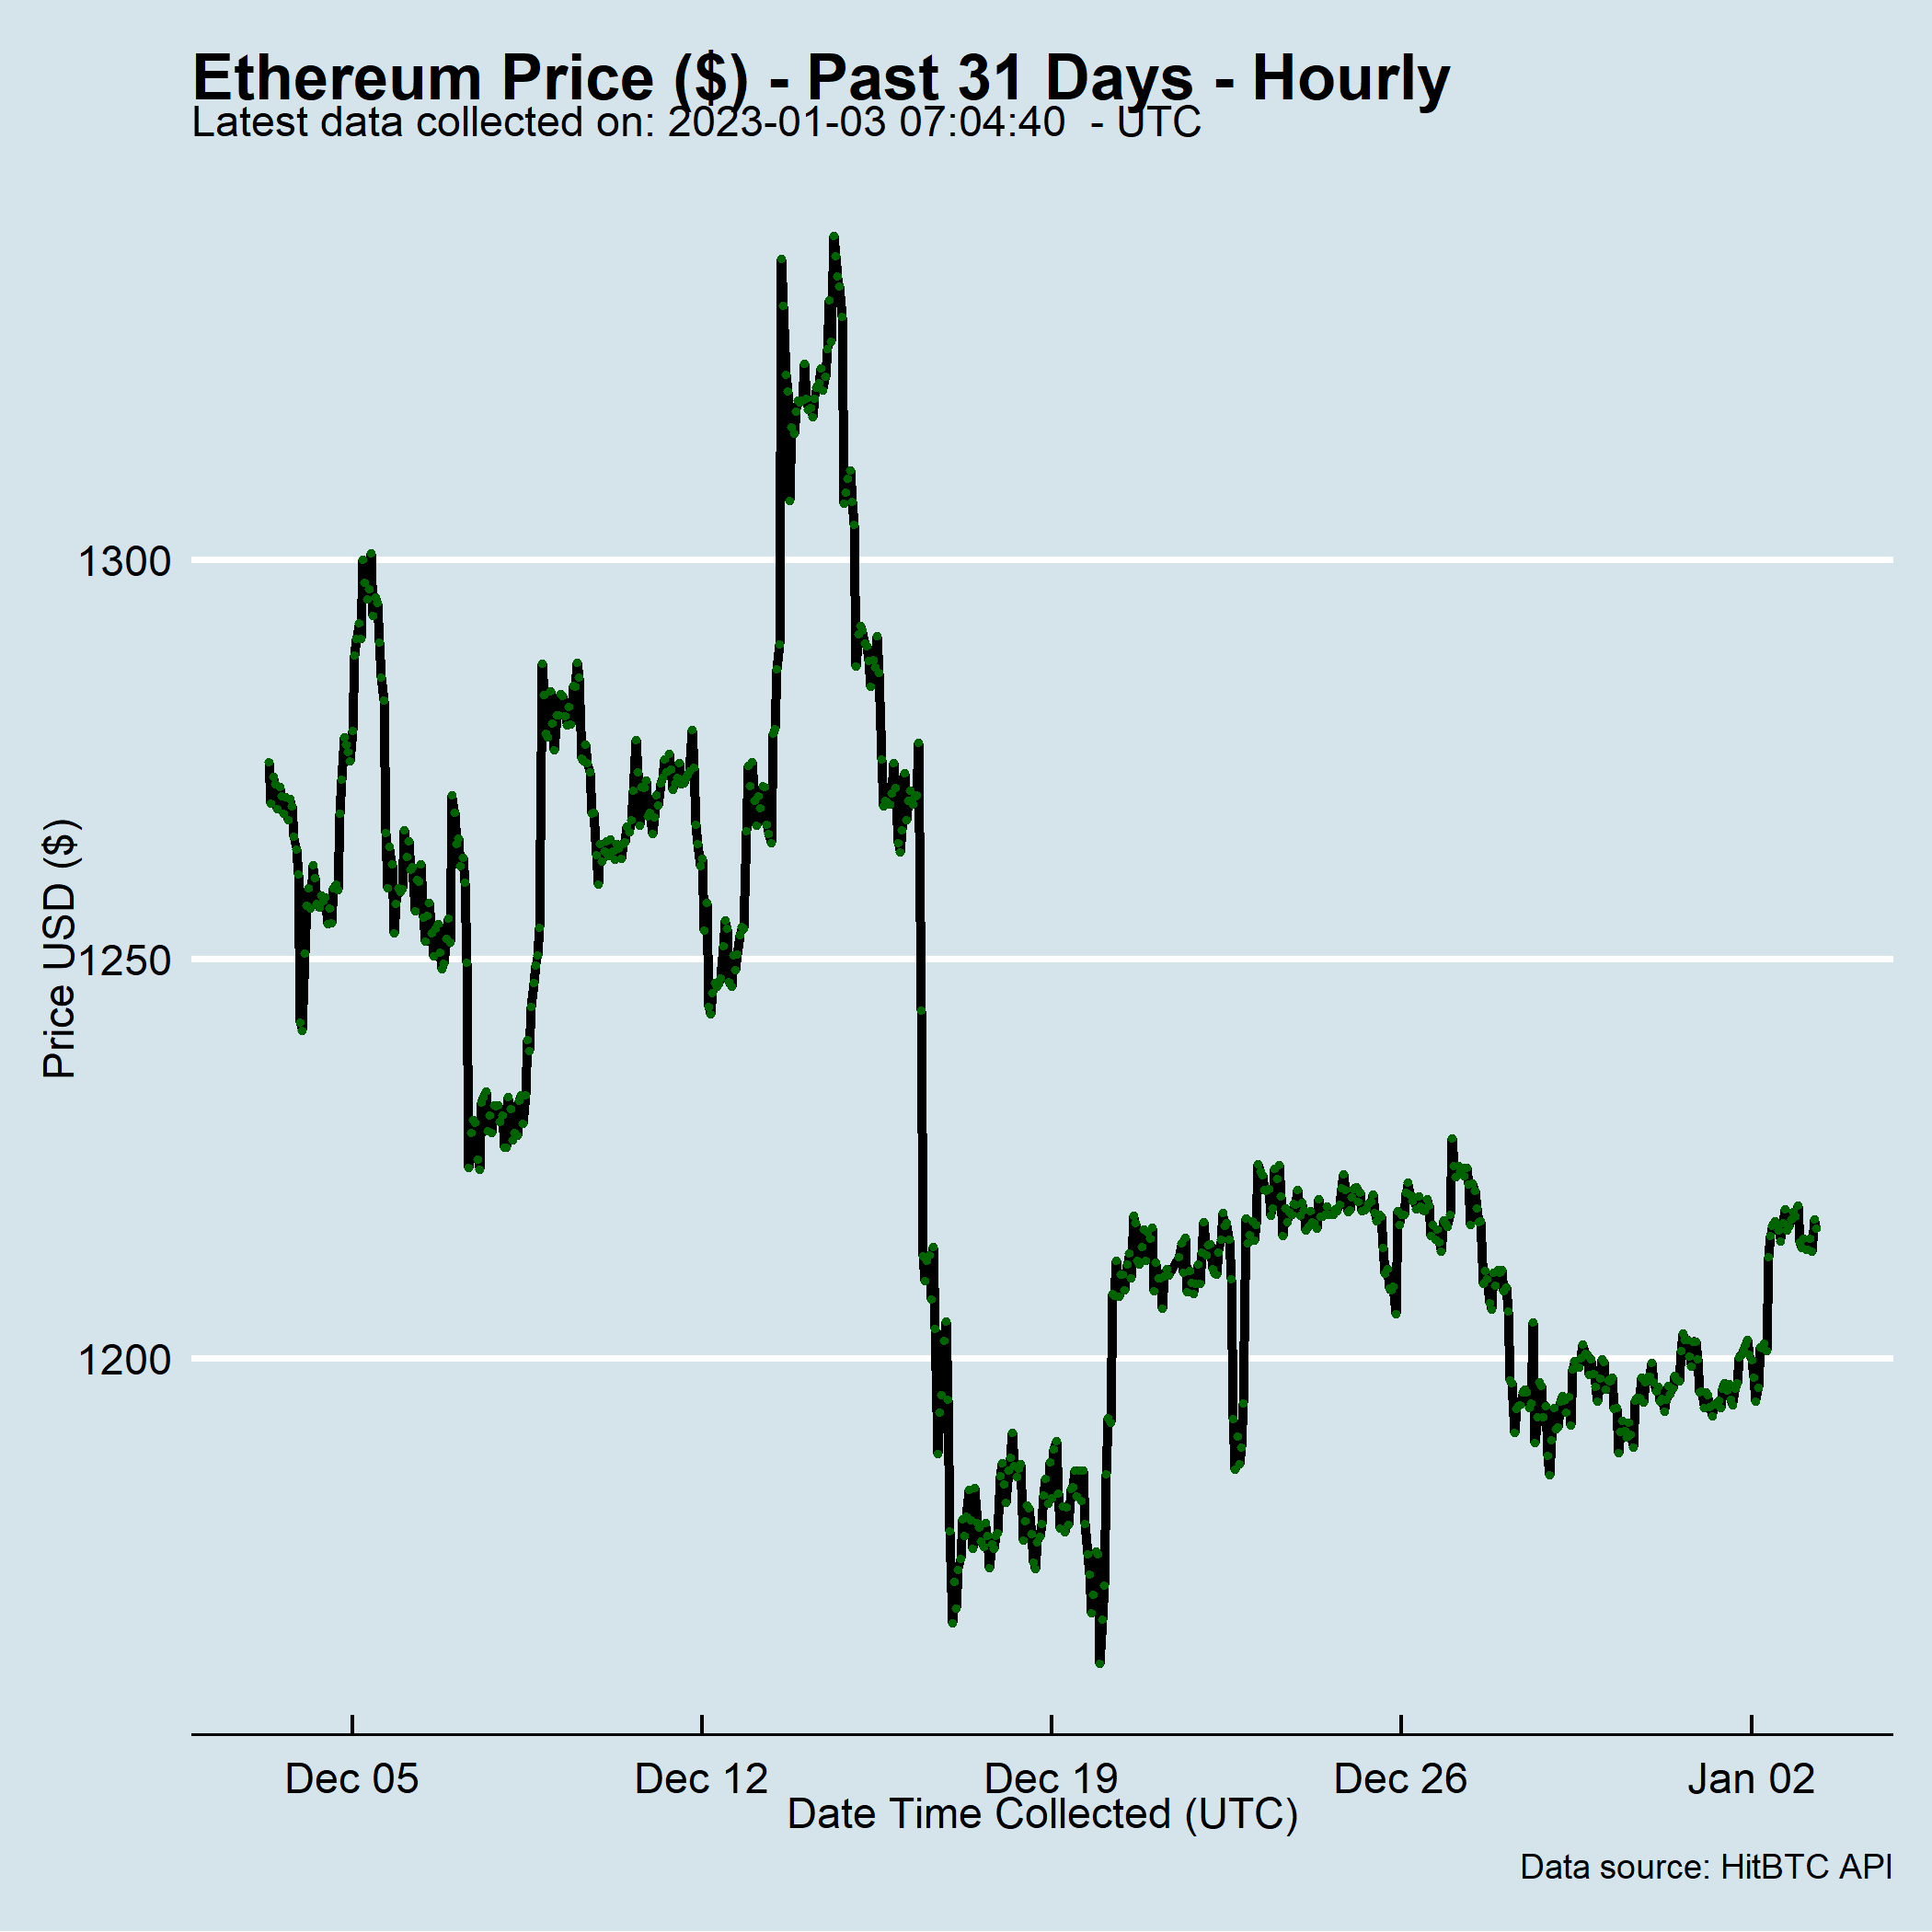 Ethereum Price ($) - Past 31 Days - Hourly
Latest data collected on: 2023-01-03 07:04:40  - UTC
Price USD ($)
1300
1250
1200
Dec 05
Dec 12
Dec 19
Dec 26
Jan 02
Date Time Collected (UTC)
Data source: HitBTC API